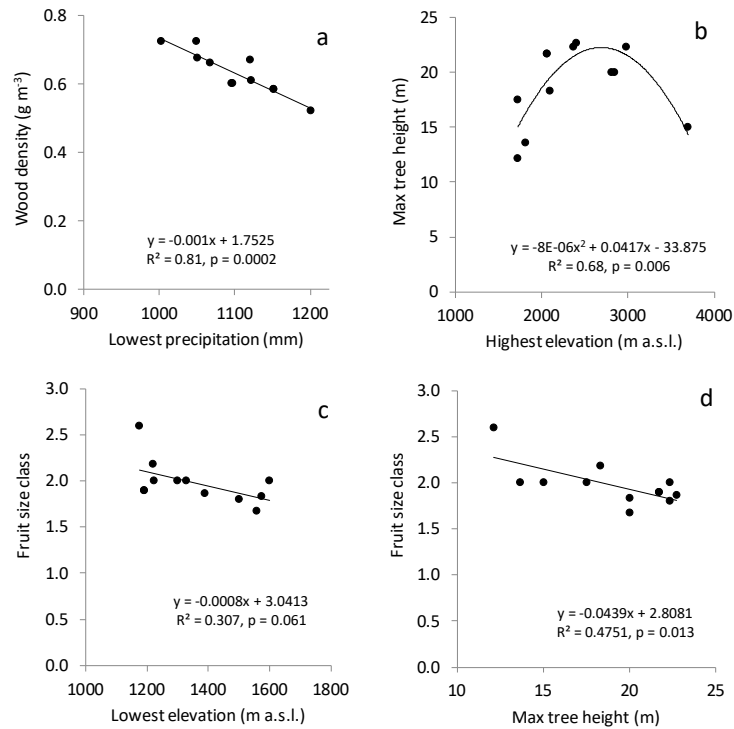 a
0.8
0.6
0.4
0.2
0.0
Wood density (g m⁻³)
y = -0.001x + 1.7525
R² = 0.81, p = 0.0002
900 1000 1100 1200
Lowest precipitation (mm)
b
25
20
15
10
5
0
Max tree height (m)
y = -8E-06x² + 0.0417x - 33.875
R² = 0.68, p = 0.006
1000 2000 3000 4000
Highest elevation (m a.s.l.)
c
3.0
2.5
2.0
1.5
1.0
0.5
0.0
Fruit size class
y = -0.0008x + 3.0413
R² = 0.307, p = 0.061
1000 1200 1400 1600 1800
Lowest elevation (m a.s.l.)
d
3.0
2.5
2.0
1.5
1.0
0.5
0.0
Fruit size class
y = -0.0439x + 2.8081
R² = 0.4751, p = 0.013
10 15 20 25
Max tree height (m)